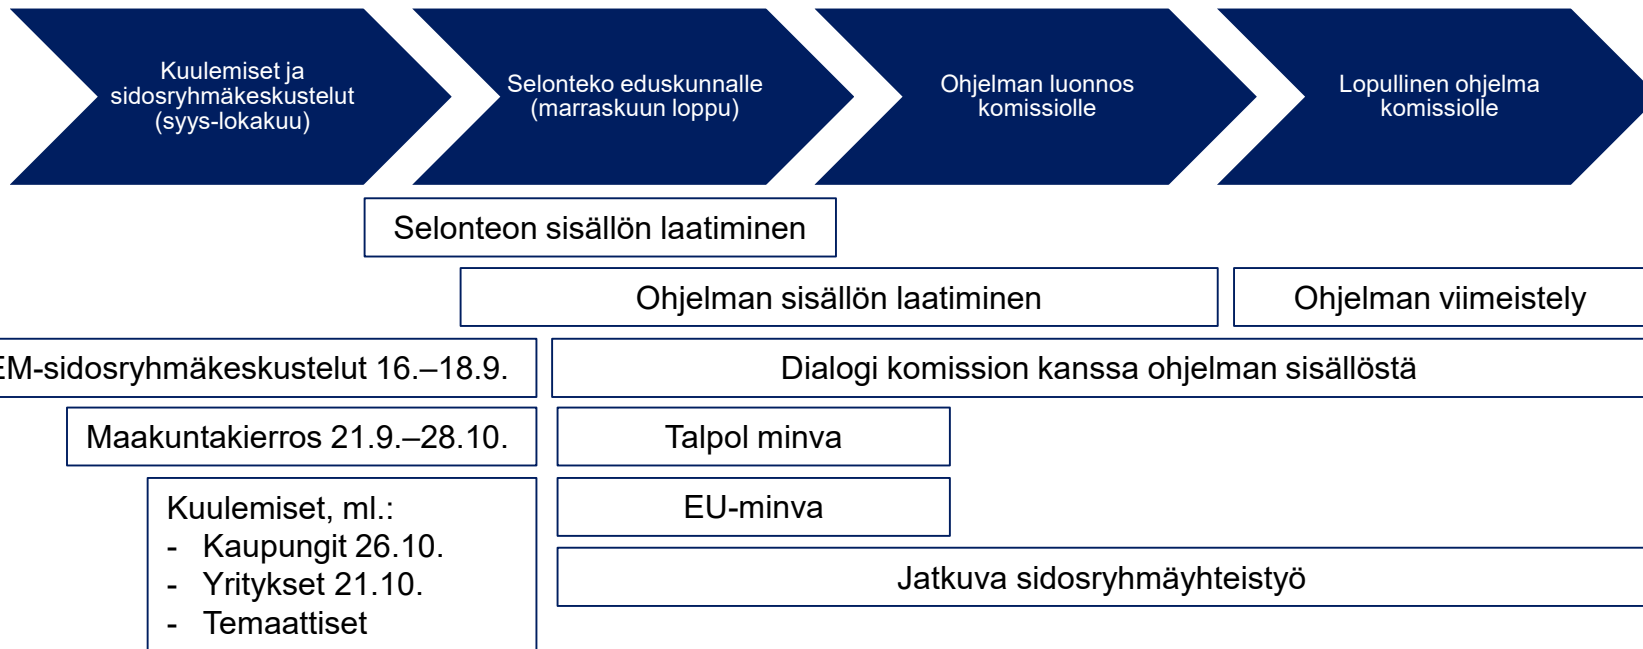 Kuulemiset ja
sidosryhmäkeskustelut
(syys-lokakuu)
Selonteko eduskunnalle
(marraskuun loppu)
Ohjelman luonnos
komissiolle
Lopullinen ohjelma
komissiolle
Selonteon sisällön laatiminen
Ohjelman sisällön laatiminen
Ohjelman viimeistely
EM-sidosryhmäkeskustelut 16.–18.9.
Dialogi komission kanssa ohjelman sisällöstä
Maakuntakierros 21.9.–28.10.
Talpol minva
Kuulemiset, ml.:
- Kaupungit 26.10.
- Yritykset 21.10.
- Temaattiset
EU-minva
Jatkuva sidosryhmäyhteistyö